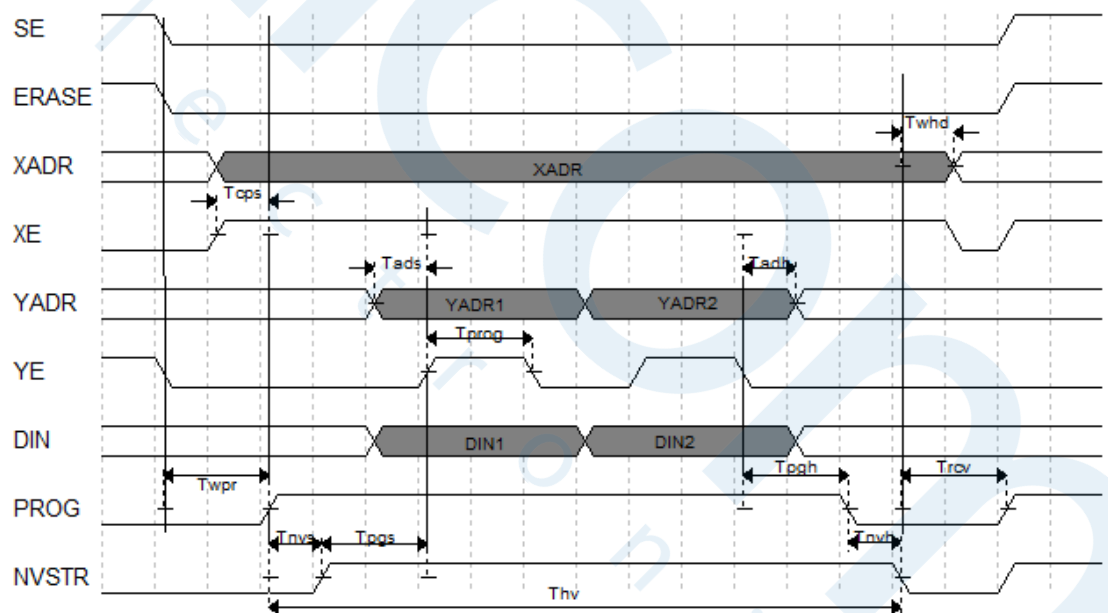 SE
ERASE
Twhd
XADR
XADR
Tcps
XE
Tads
Tadh
YADR
YADR1
YADR2
Tprog
YE
DIN
DIN1
DIN2
Twpr
Tpgh
Trcv
PROG
Tnvs
Tpgs
Tnvh
NVSTR
Thv